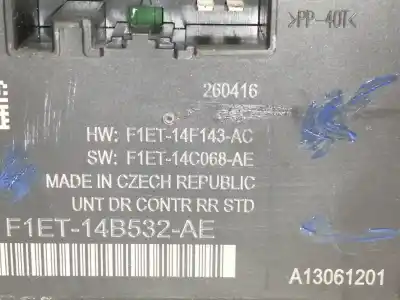 >PP-40T<
260416
HW: F1ET-14F143-AC
SW: F1ET-14C068-AE
MADE IN CZECH REPUBLIC
UNT DR CONTR RR STD
F1ET-14B532-AE
A13061201